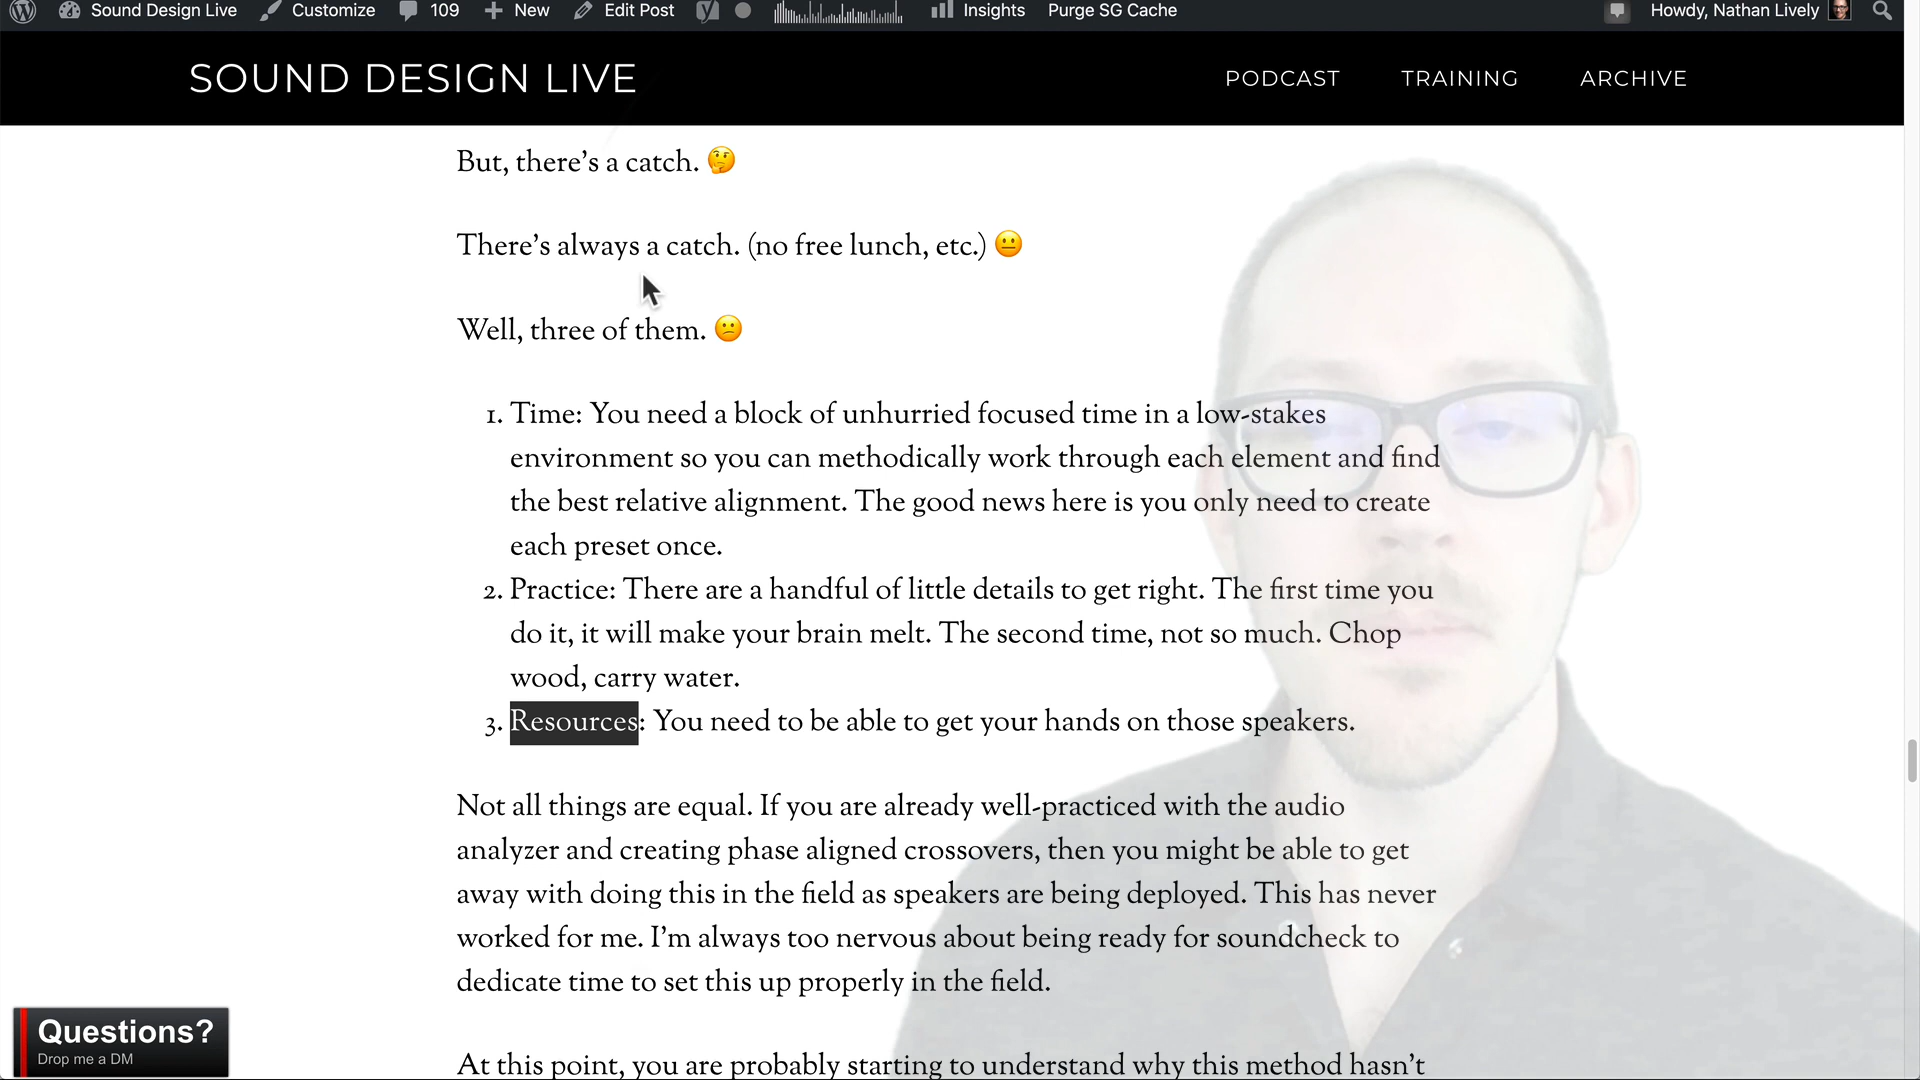 Sound Design Live Customize 109 New Edit Post Insights Purge SG Cache Howdy, Nathan Lively
SOUND DESIGN LIVE PODCAST TRAINING ARCHIVE
But, there’s a catch. 🤔
There’s always a catch. (no free lunch, etc.) 😐
Well, three of them. 😕
1. Time: You need a block of unhurried focused time in a low-stakes
environment so you can methodically work through each element and find
the best relative alignment. The good news here is you only need to create
each preset once.
2. Practice: There are a handful of little details to get right. The first time you
do it, it will make your brain melt. The second time, not so much. Chop
wood, carry water.
3. Resources: You need to be able to get your hands on those speakers.
Not all things are equal. If you are already well-practiced with the audio
analyzer and creating phase aligned crossovers, then you might be able to get
away with doing this in the field as speakers are being deployed. This has never
worked for me. I’m always too nervous about being ready for soundcheck to
dedicate time to set this up properly in the field.
At this point, you are probably starting to understand why this method hasn’t
Questions?
Drop me a DM